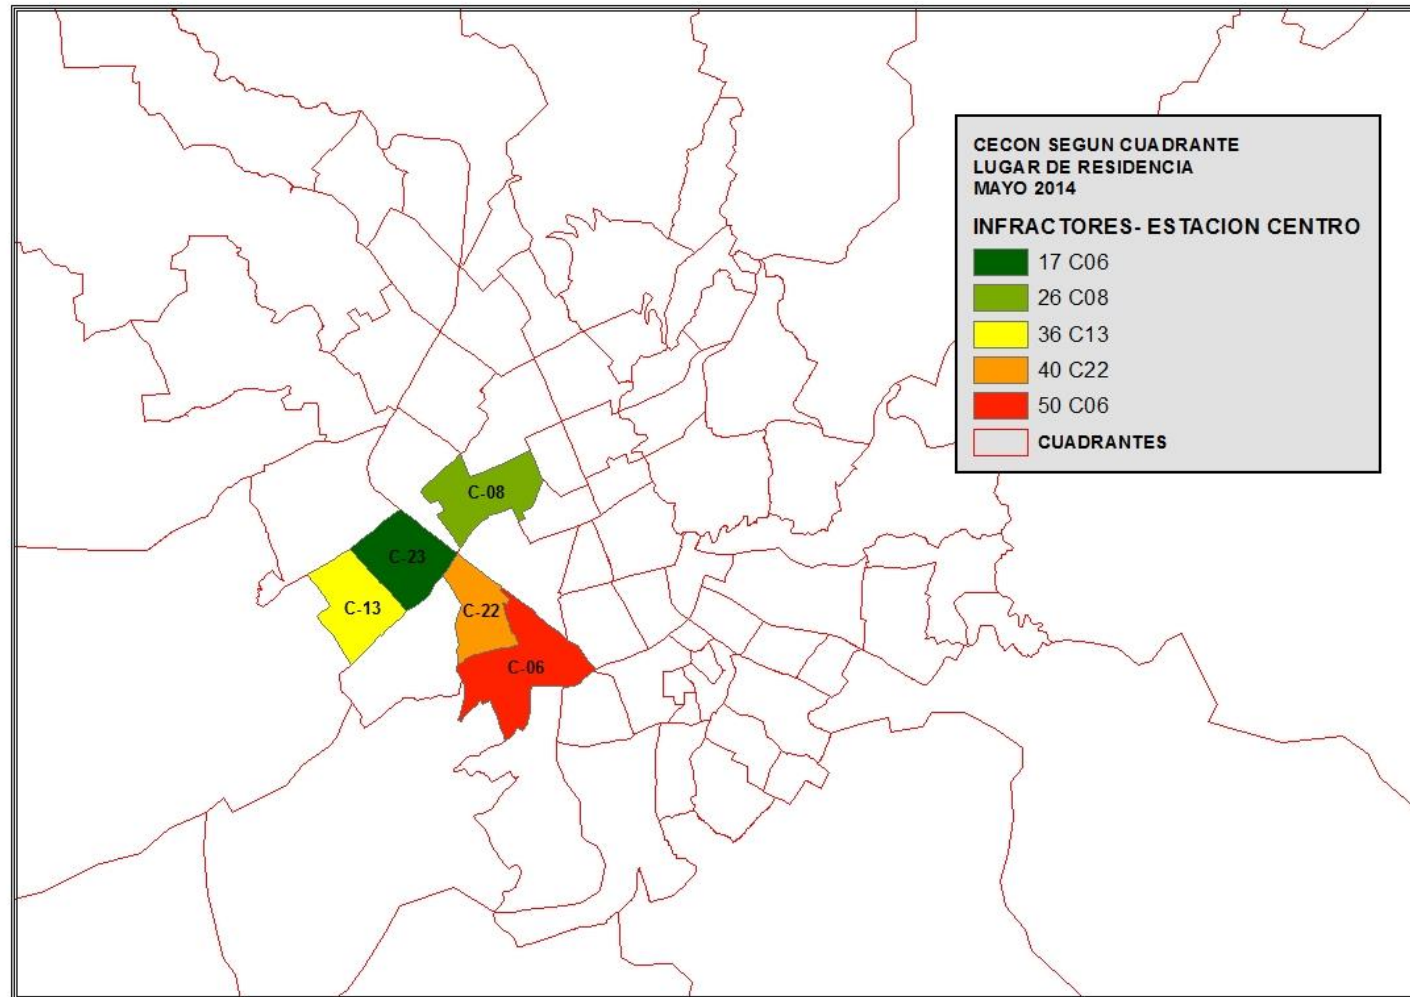 CECON SEGUN CUADRANTE
LUGAR DE RESIDENCIA
MAYO 2014
INFRACTORES- ESTACION CENTRO
17 C06
26 C08
36 C13
40 C22
50 C06
CUADRANTES
C-08
C-23
C-13
C-22
C-06